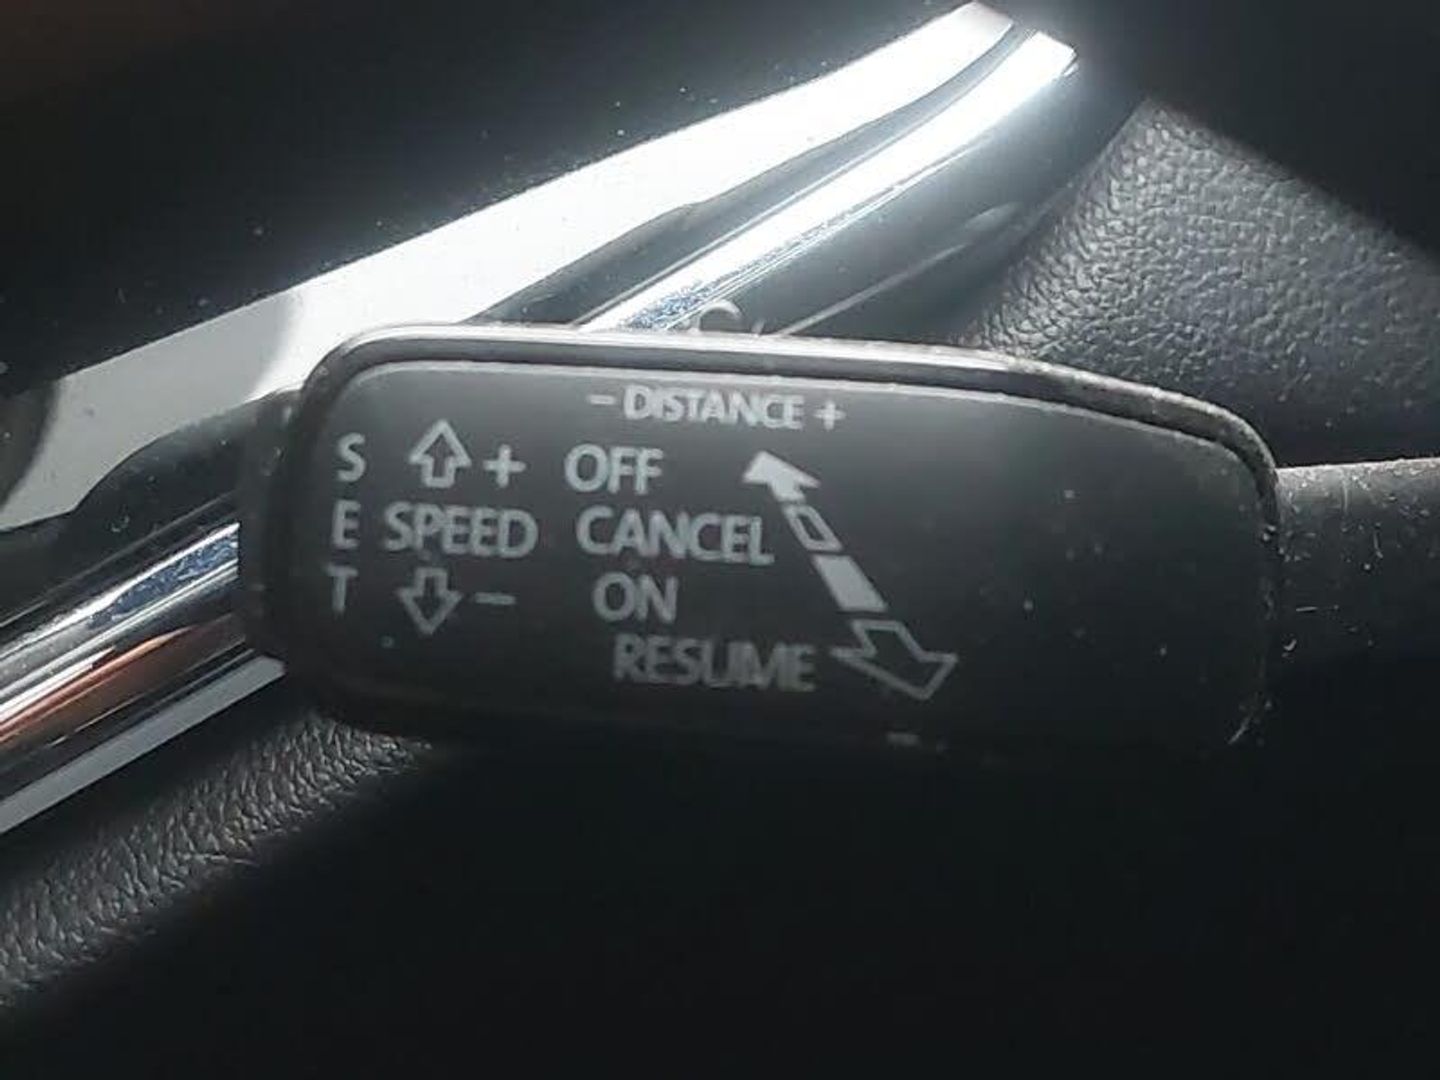 - DISTANCE +
S + OFF
E SPEED CANCEL
T - ON
RESUME